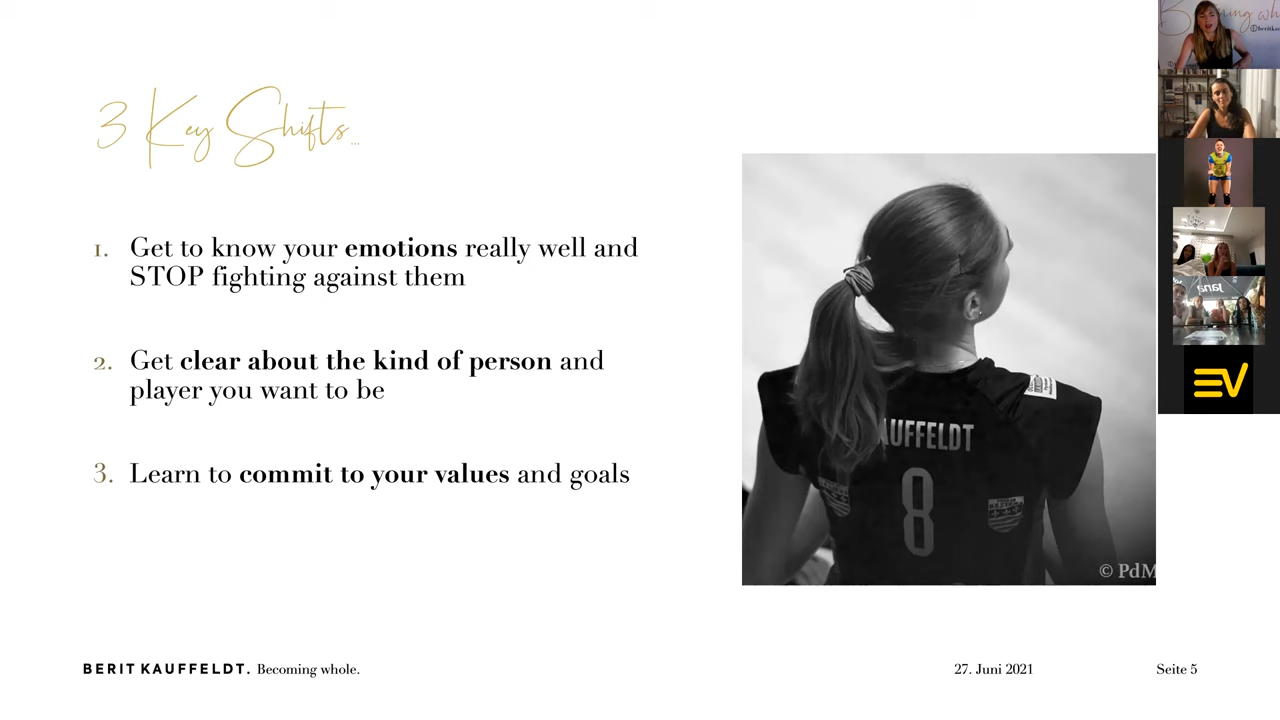 3 Key Shifts...
1. Get to know your emotions really well and
STOP fighting against them
2. Get clear about the kind of person and
player you want to be
3. Learn to commit to your values and goals
AUFFELDT
8
© PdM
BERIT KAUFFELDT. Becoming whole.
27. Juni 2021
Seite 5
Jana
EV